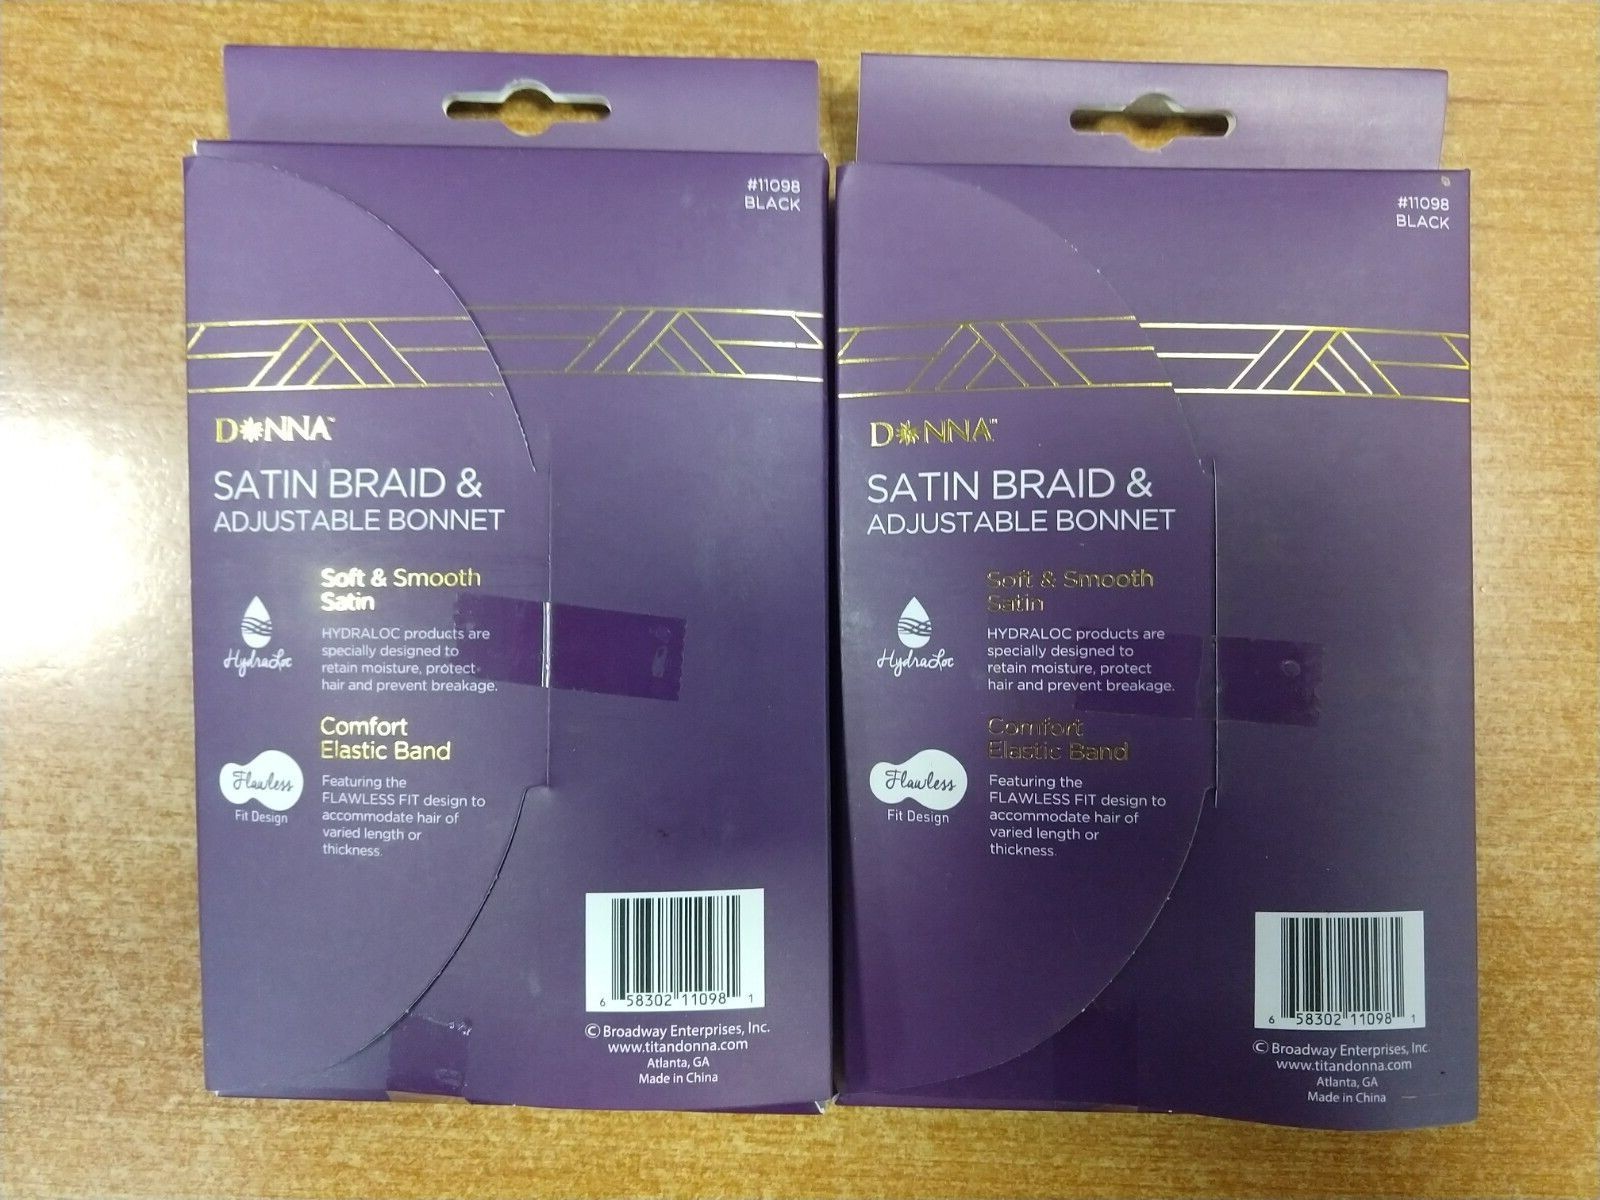 #11098
BLACK
DONNA™
SATIN BRAID &
ADJUSTABLE BONNET
Soft & Smooth
Satin
HydraLoc
HYDRALOC products are
specially designed to
retain moisture, protect
hair and prevent breakage.
Comfort
Elastic Band
Flawless
Fit Design
Featuring the
FLAWLESS FIT design to
accommodate hair of
varied length or
thickness.
6 58302 11098 1
© Broadway Enterprises, Inc.
www.titandonna.com
Atlanta, GA
Made in China
#11098
BLACK
DONNA™
SATIN BRAID &
ADJUSTABLE BONNET
Soft & Smooth
Satin
HydraLoc
HYDRALOC products are
specially designed to
retain moisture, protect
hair and prevent breakage.
Comfort
Elastic Band
Flawless
Fit Design
Featuring the
FLAWLESS FIT design to
accommodate hair of
varied length or
thickness.
6 58302 11098 1
© Broadway Enterprises, Inc.
www.titandonna.com
Atlanta, GA
Made in China